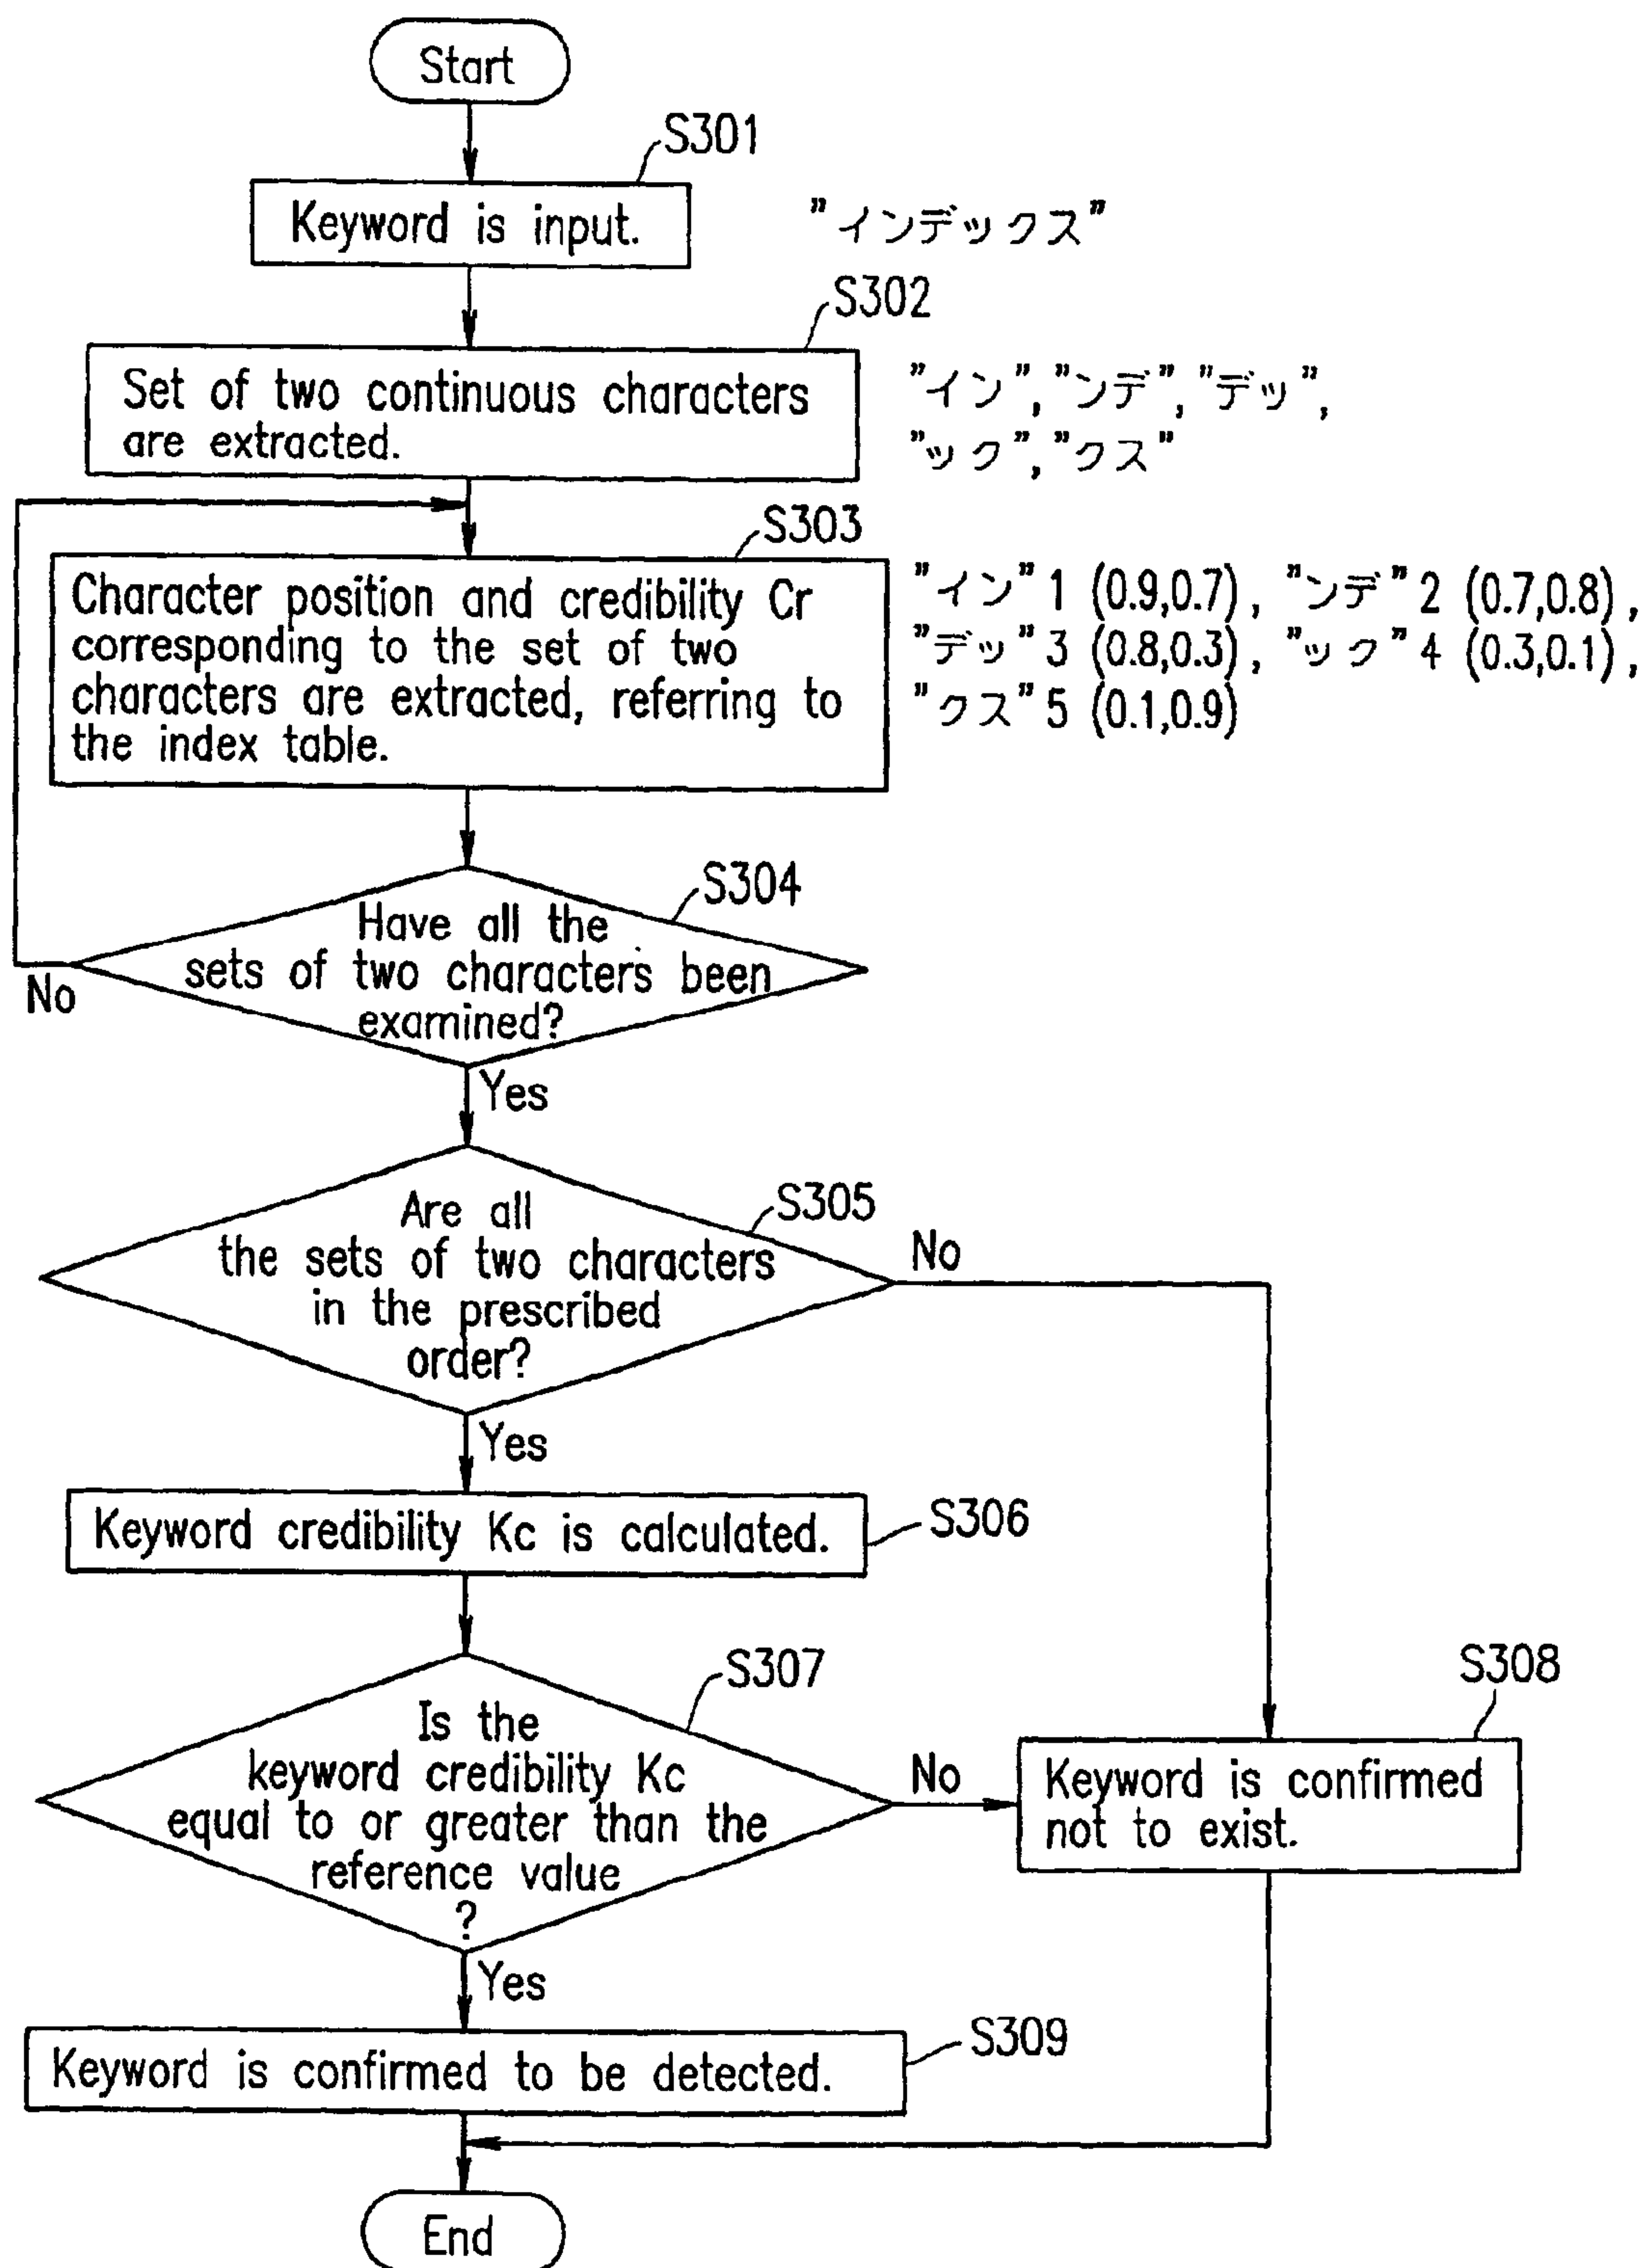 Start
S301
Keyword is input.
"インデックス"
S302
Set of two continuous characters
are extracted.
"イン","ンデ","デッ",
"ック","クス"
S303
Character position and credibility Cr
corresponding to the set of two
characters are extracted, referring to
the index table.
"イン" 1 (0.9,0.7), "ンデ" 2 (0.7,0.8),
"デッ" 3 (0.8,0.3), "ック" 4 (0.3,0.1),
"クス" 5 (0.1,0.9)
S304
Have all the
sets of two characters been
examined?
No
Yes
S305
Are all
the sets of two characters
in the prescribed
order?
No
Yes
Keyword credibility Kc is calculated.
S306
S307
Is the
keyword credibility Kc
equal to or greater than the
reference value
?
No
S308
Keyword is confirmed
not to exist.
Yes
S309
Keyword is confirmed to be detected.
End